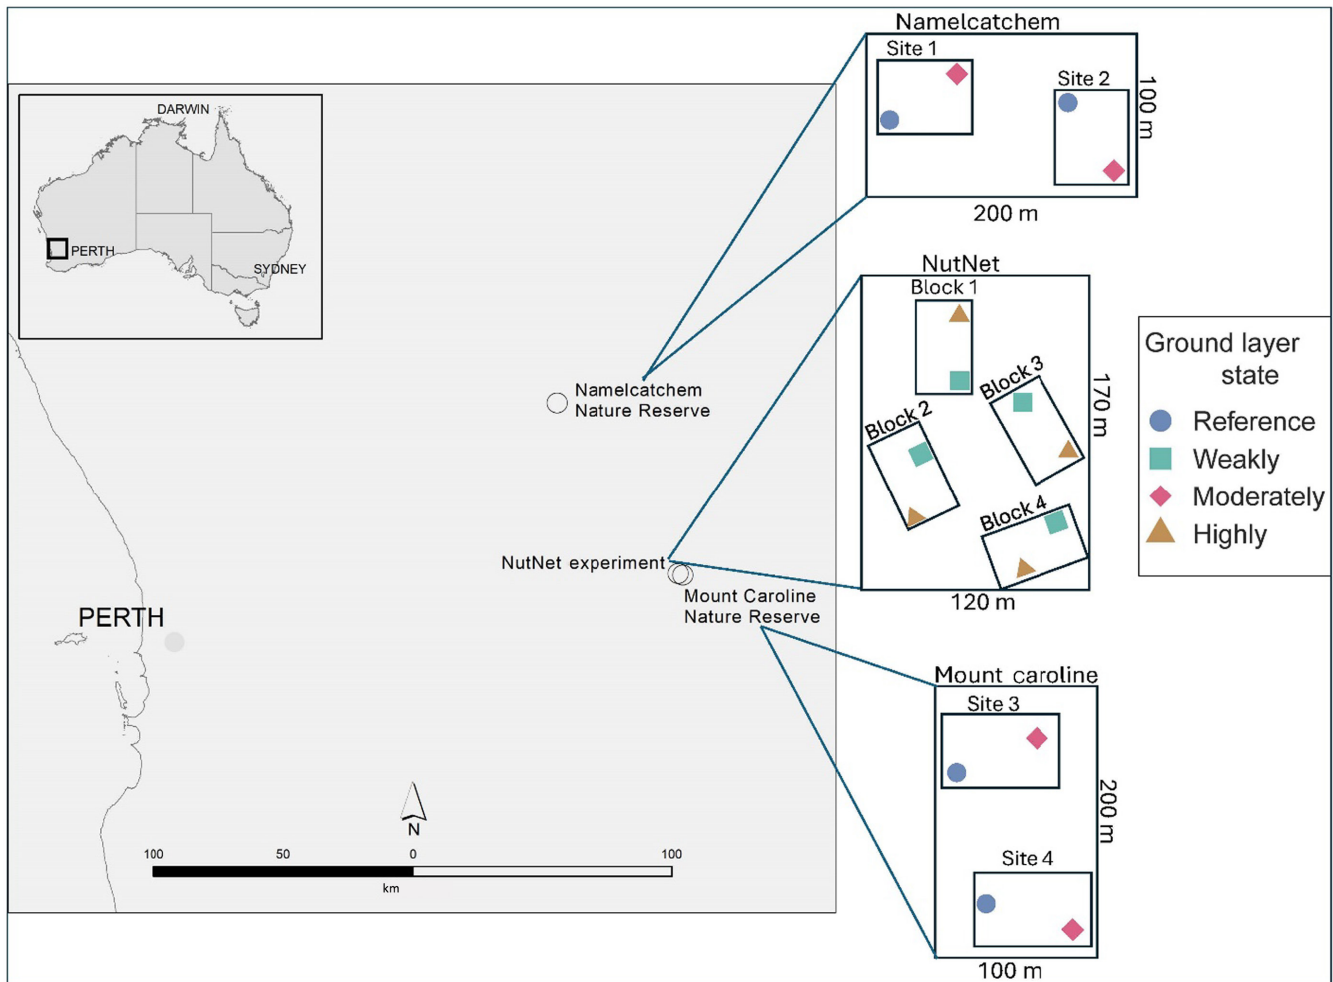 DARWIN
PERTH
SYDNEY
Namelcatchem
Nature Reserve
NutNet experiment
Mount Caroline
Nature Reserve
PERTH
N
100 50 0 100
km
Namelcatchem
Site 1
Site 2
100 m
200 m
NutNet
Block 1
Block 3
Block 2
Block 4
170 m
120 m
Mount caroline
Site 3
200 m
Site 4
100 m
Ground layer
state
Reference
Weakly
Moderately
Highly